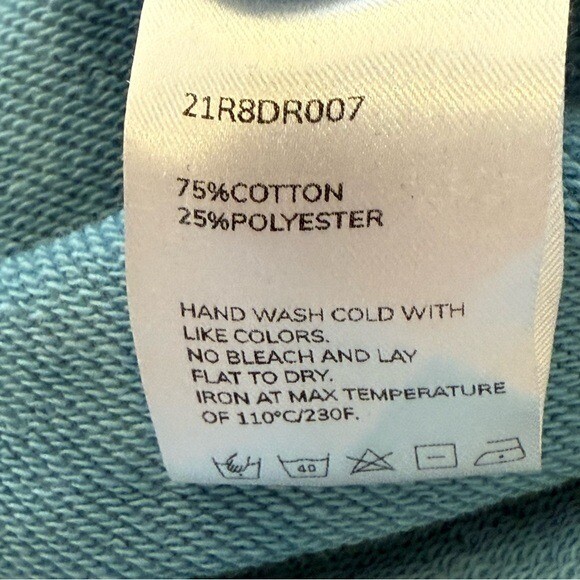 21R8DR007
75%COTTON
25%POLYESTER
HAND WASH COLD WITH
LIKE COLORS.
NO BLEACH AND LAY
FLAT TO DRY.
IRON AT MAX TEMPERATURE
OF 110°C/230F.
40